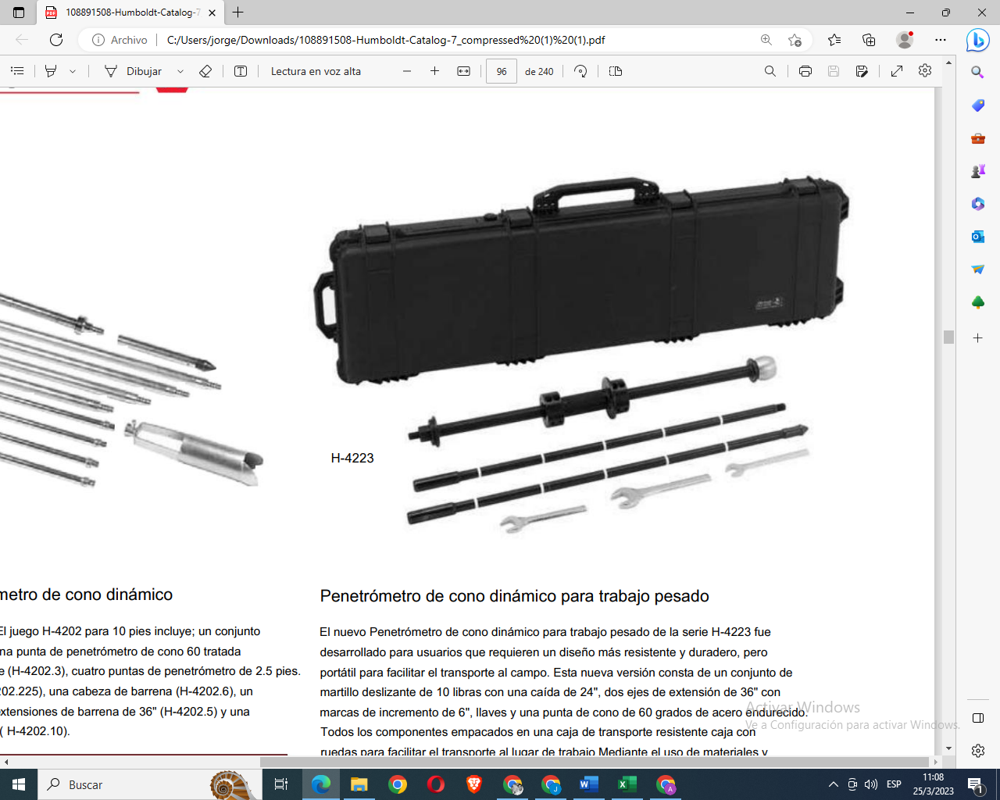 108891508-Humboldt-Catalog-7
Archivo
C:/Users/jorge/Downloads/108891508-Humboldt-Catalog-7_compressed%20(1)%20(1).pdf
Dibujar
Lectura en voz alta
96
de 240
H-4223
metro de cono dinámico
El juego H-4202 para 10 pies incluye; un conjunto
na punta de penetrómetro de cono 60 tratada
e (H-4202.3), cuatro puntas de penetrómetro de 2.5 pies.
202.225), una cabeza de barrena (H-4202.6), un
xtensiones de barrena de 36" (H-4202.5) y una
( H-4202.10).
Penetrómetro de cono dinámico para trabajo pesado
El nuevo Penetrómetro de cono dinámico para trabajo pesado de la serie H-4223 fue
desarrollado para usuarios que requieren un diseño más resistente y duradero, pero
portátil para facilitar el transporte al campo. Esta nueva versión consta de un conjunto de
martillo deslizante de 10 libras con una caída de 24", dos ejes de extensión de 36" con
marcas de incremento de 6", llaves y una punta de cono de 60 grados de acero endurecido.
Todos los componentes empacados en una caja de transporte resistente caja con
ruedas para facilitar el transporte al lugar de trabajo Mediante el uso de materiales y
Activar Windows
Ve a Configuración para activar Windows.
Buscar
ESP
11:08
25/3/2023
1